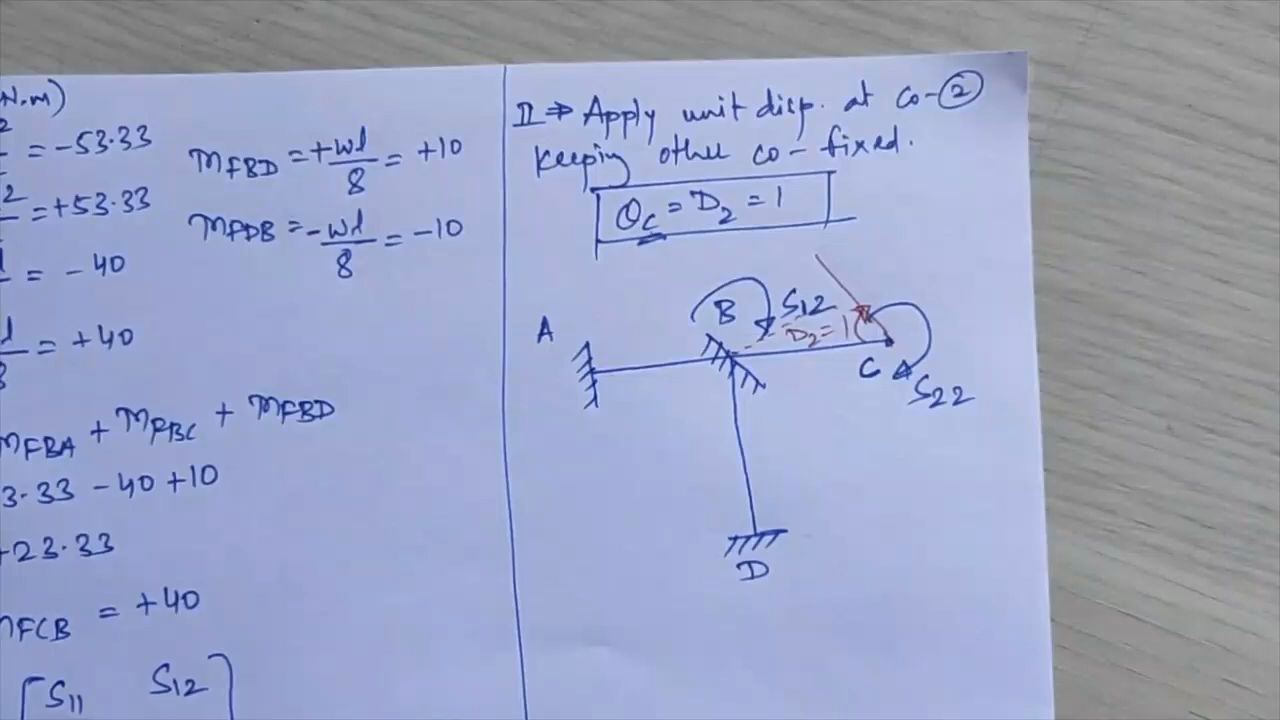 N.m)
= -53.33
2 = +53.33
= -40
= +40
8
MFBD = +wl/8 = +10
MFDB = -wl/8 = -10
MFBA + MFBC + MFBD
3.33 - 40 + 10
+23.33
MFCB = +40
[S11 S12]
II ⇒ Apply unit disp. at co-②
keeping other co-fixed.
θc = D2 = 1
A
B
S12
D2=1
C
S22
D